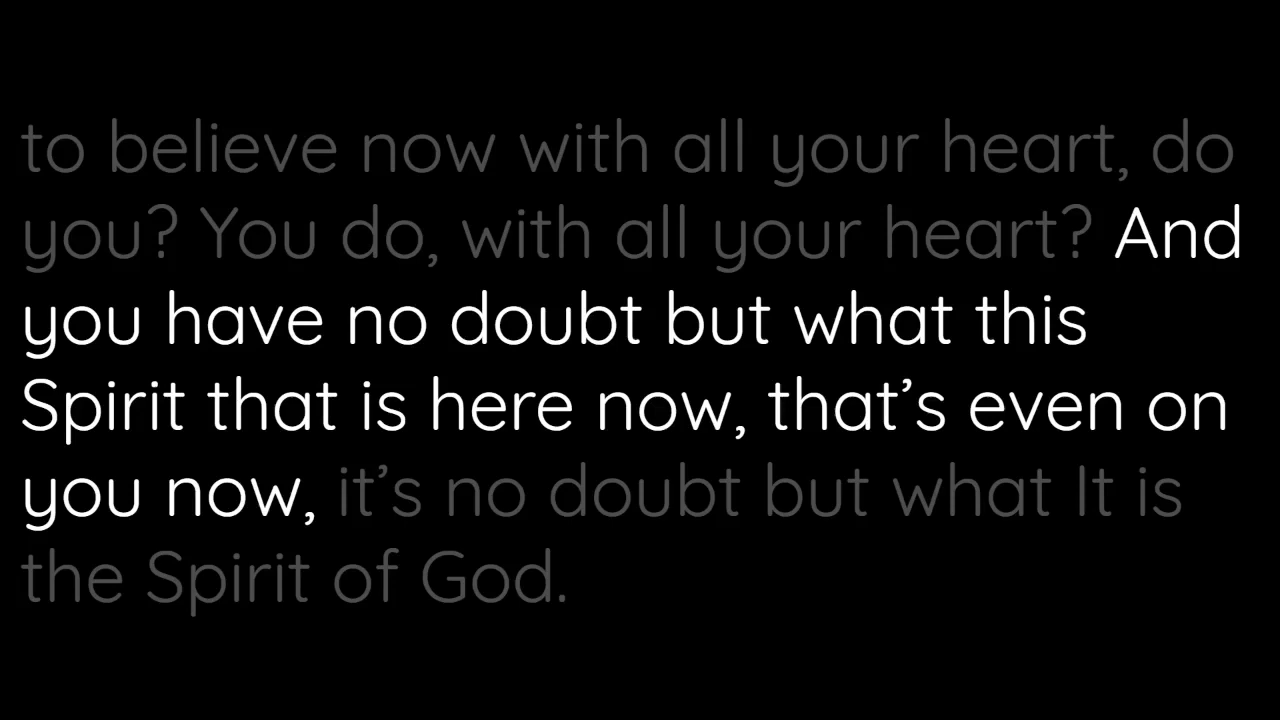 to believe now with all your heart, do
you? You do, with all your heart? And
you have no doubt but what this
Spirit that is here now, that’s even on
you now, it’s no doubt but what It is
the Spirit of God.